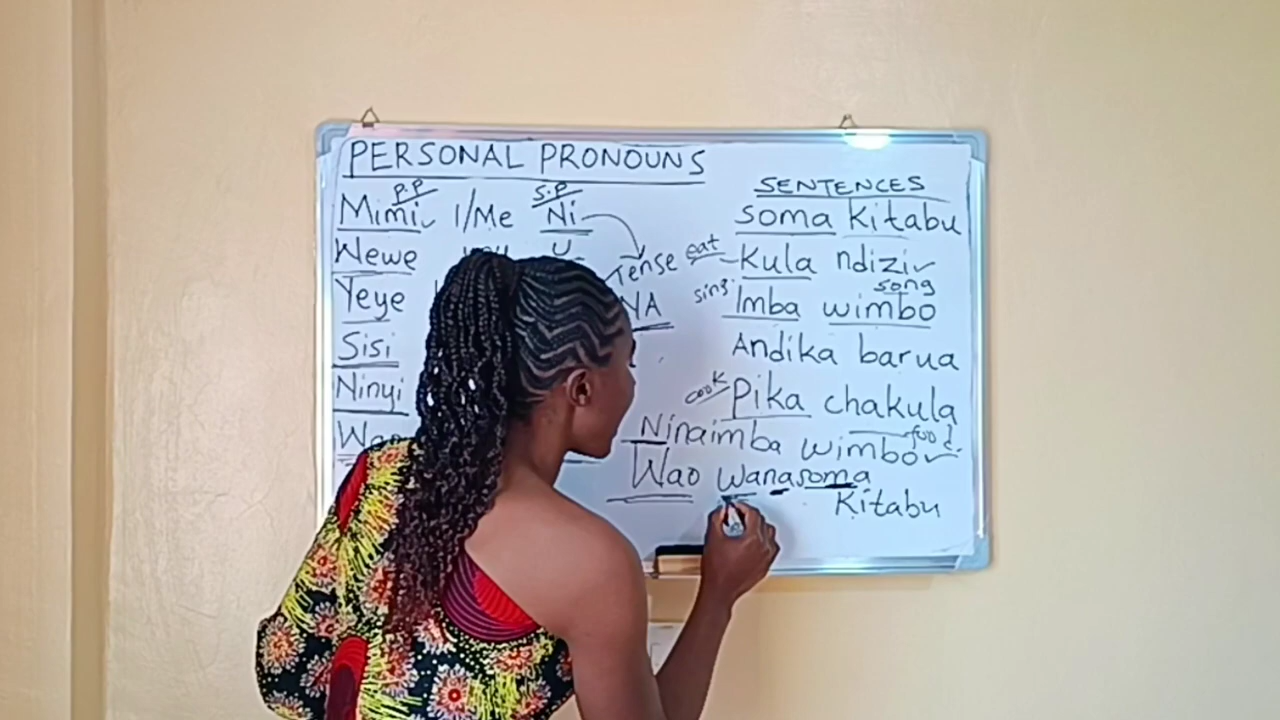 PERSONAL PRONOUNS
P.P S.P
Mimi I/Me Ni
Wewe U
Yeye
Sisi
Ninyi
Tense
NA
SENTENCES
Soma Kitabu
eat Kula ndizi
song
sing Imba wimbo
Andika barua
cook Pika chakula
food
Ninaimba wimbo
Wao wanasoma
Kitabu